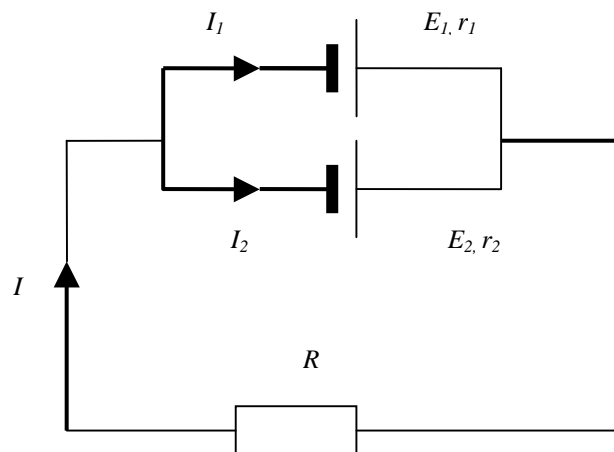 I₁
E₁, r₁
I₂
E₂, r₂
I
R